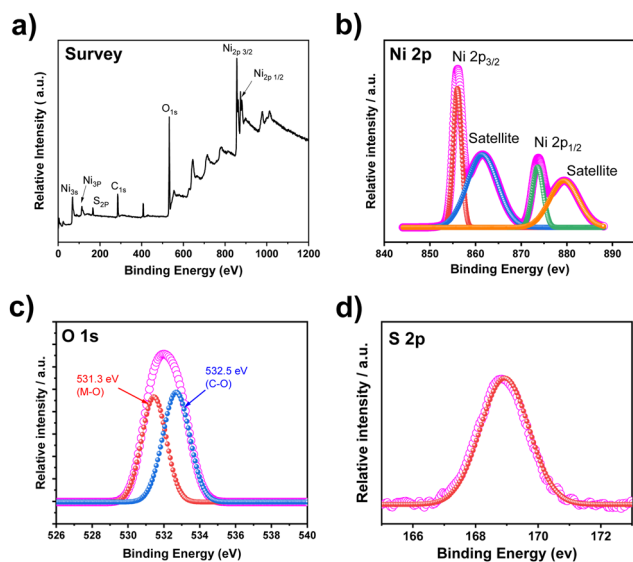 a)
Survey
Relative Intensity ( a.u.)
Ni3s
Ni3P
S2P
C1s
O1s
Ni2p 3/2
Ni2p 1/2
0 200 400 600 800 1000 1200
Binding Energy (eV)
b)
Ni 2p
Relative intensity / a.u.
Ni 2p3/2
Satellite
Ni 2p1/2
Satellite
840 850 860 870 880 890
Binding Energy (ev)
c)
O 1s
Relative intensity / a.u.
531.3 eV
(M-O)
532.5 eV
(C-O)
526 528 530 532 534 536 538 540
Binding Energy (eV)
d)
S 2p
Relative intensity / a.u.
166 168 170 172
Binding Energy (ev)